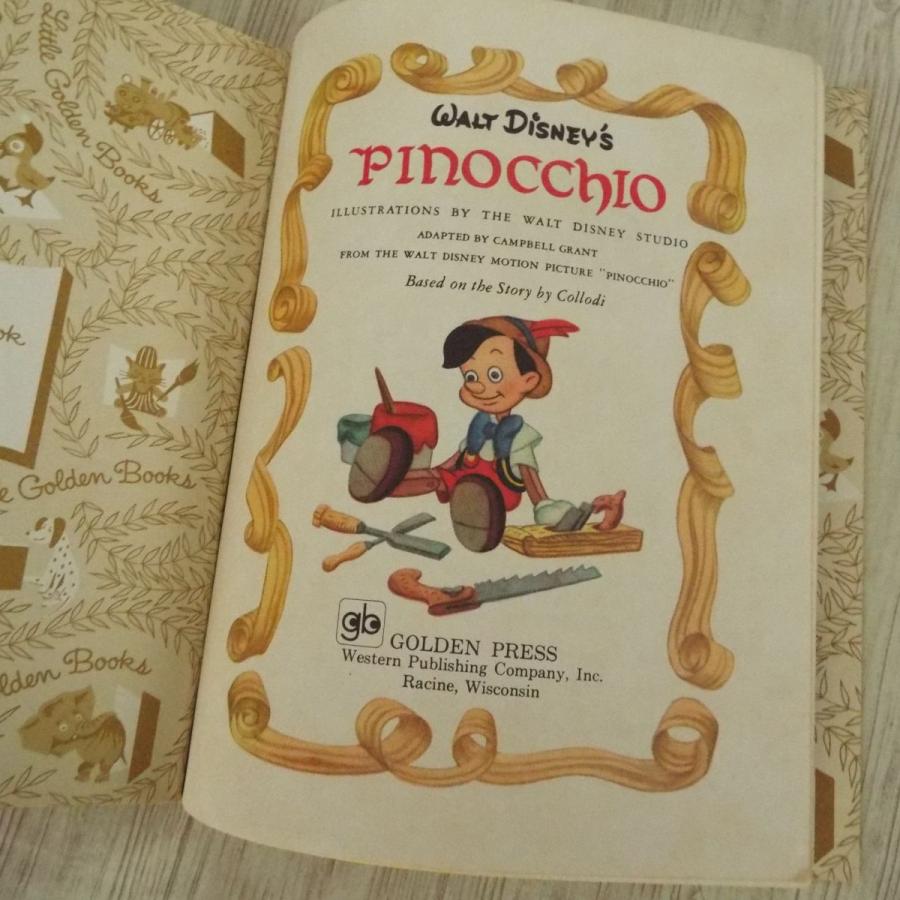 Little Golden Books
Golden Books
WALT DISNEY'S
PINOCCHIO
ILLUSTRATIONS BY THE WALT DISNEY STUDIO
ADAPTED BY CAMPBELL GRANT
FROM THE WALT DISNEY MOTION PICTURE "PINOCCHIO"
Based on the Story by Collodi
gb
GOLDEN PRESS
Western Publishing Company, Inc.
Racine, Wisconsin
Books